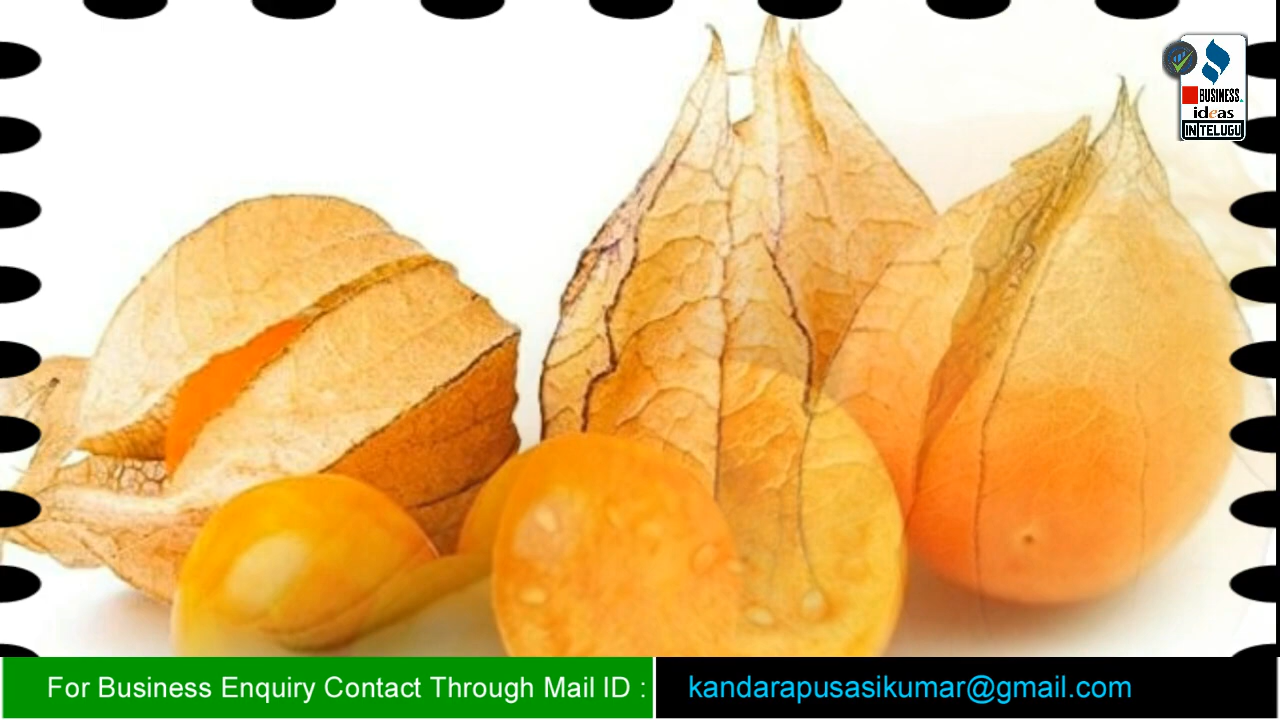 BUSINESS.
ideas
IN TELUGU
For Business Enquiry Contact Through Mail ID :
kandarapusasikumar@gmail.com